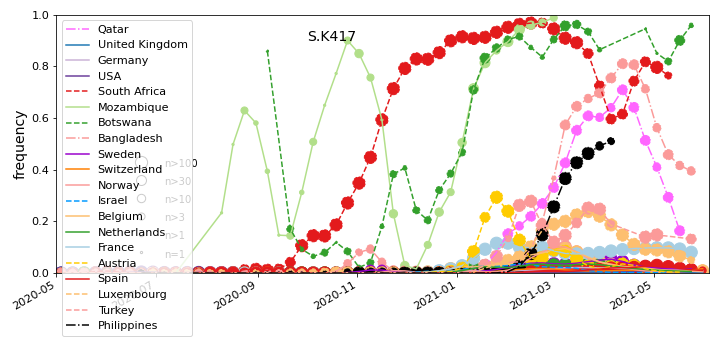 S.K417
frequency
1.0
0.8
0.6
0.4
0.2
0.0
Qatar
United Kingdom
Germany
USA
South Africa
Mozambique
Botswana
Bangladesh
Sweden
Switzerland
Norway
Israel
Belgium
Netherlands
France
Austria
Spain
Luxembourg
Turkey
Philippines
n>30
n>10
n>3
n>1
n=1
2020-05
2020-09
2020-11
2021-01
2021-03
2021-05